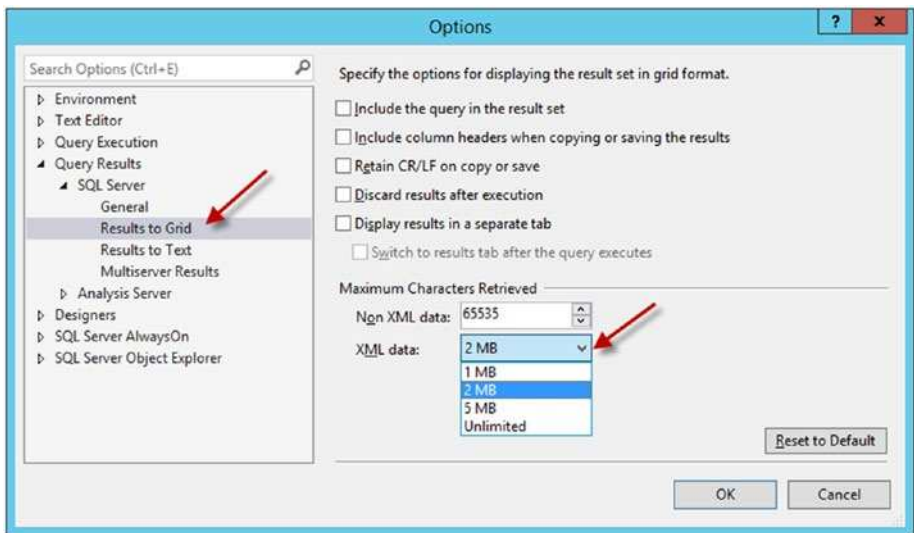 Options
?
x
Search Options (Ctrl+E)
Environment
Text Editor
Query Execution
Query Results
SQL Server
General
Results to Grid
Results to Text
Multiserver Results
Analysis Server
Designers
SQL Server AlwaysOn
SQL Server Object Explorer
Specify the options for displaying the result set in grid format.
Include the query in the result set
Include column headers when copying or saving the results
Retain CR/LF on copy or save
Discard results after execution
Display results in a separate tab
Switch to results tab after the query executes
Maximum Characters Retrieved
Non XML data: 65535
XML data: 2 MB
1 MB
2 MB
5 MB
Unlimited
Reset to Default
OK
Cancel